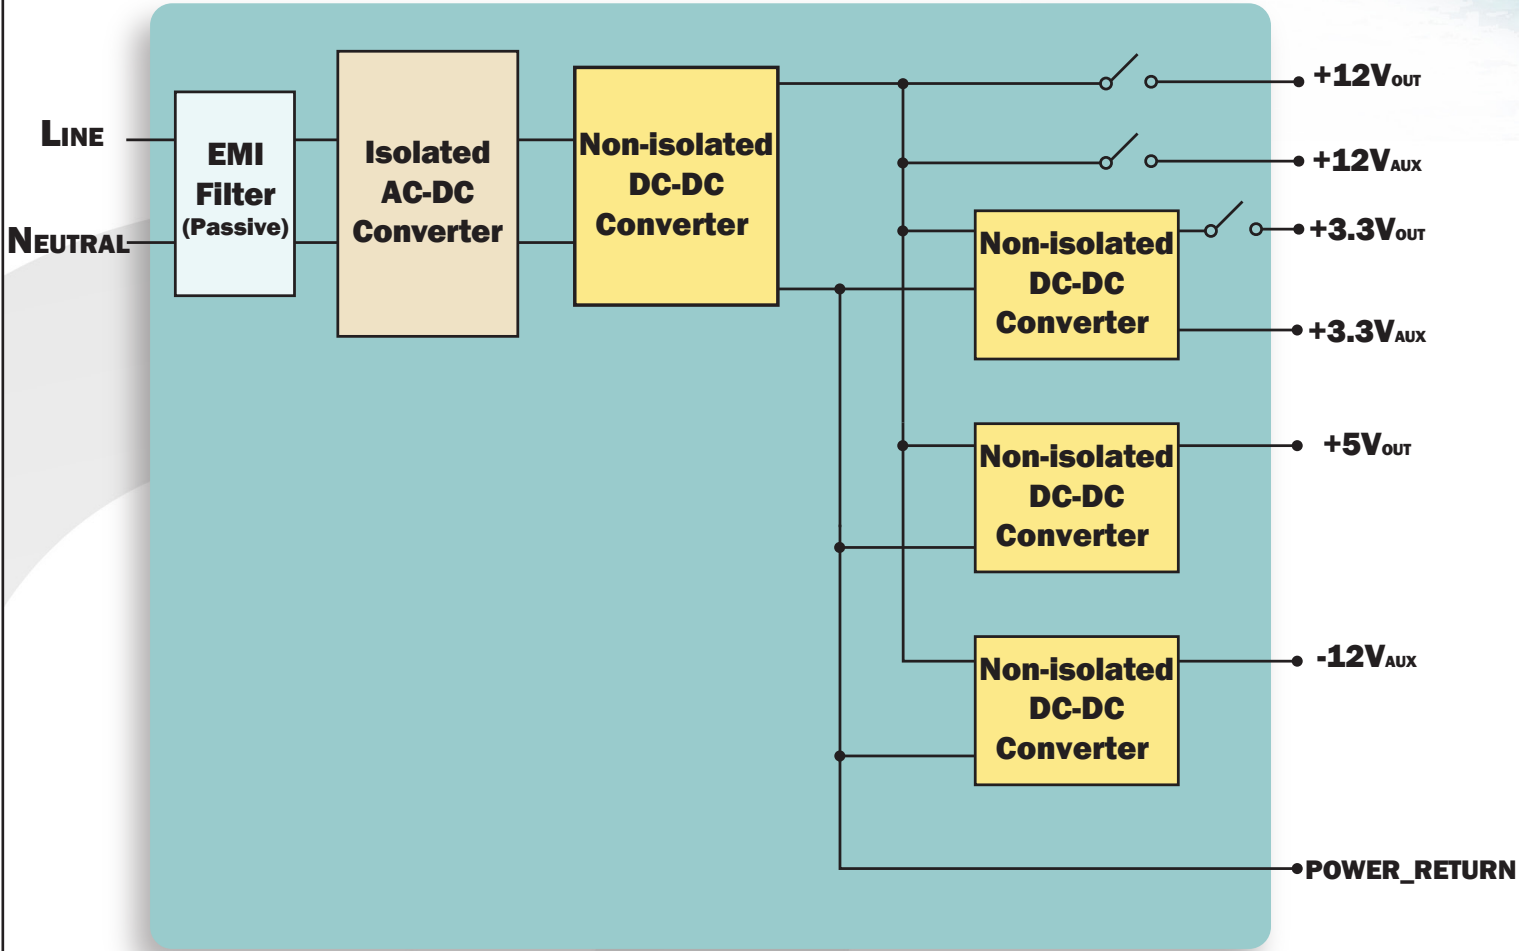 LINE
NEUTRAL
EMI
Filter
(Passive)
Isolated
AC-DC
Converter
Non-isolated
DC-DC
Converter
+12VOUT
+12VAUX
+3.3VOUT
+3.3VAUX
Non-isolated
DC-DC
Converter
+5VOUT
Non-isolated
DC-DC
Converter
-12VAUX
Non-isolated
DC-DC
Converter
POWER_RETURN